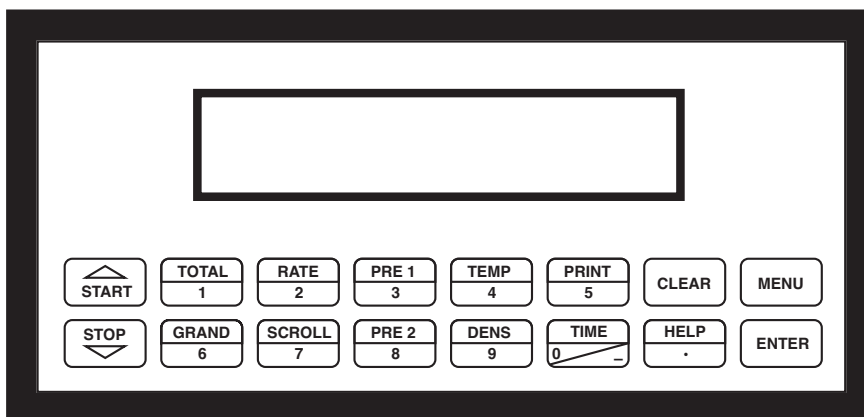 START
TOTAL
1
RATE
2
PRE 1
3
TEMP
4
PRINT
5
CLEAR
MENU
STOP
GRAND
6
SCROLL
7
PRE 2
8
DENS
9
TIME
0 –
HELP
.
ENTER